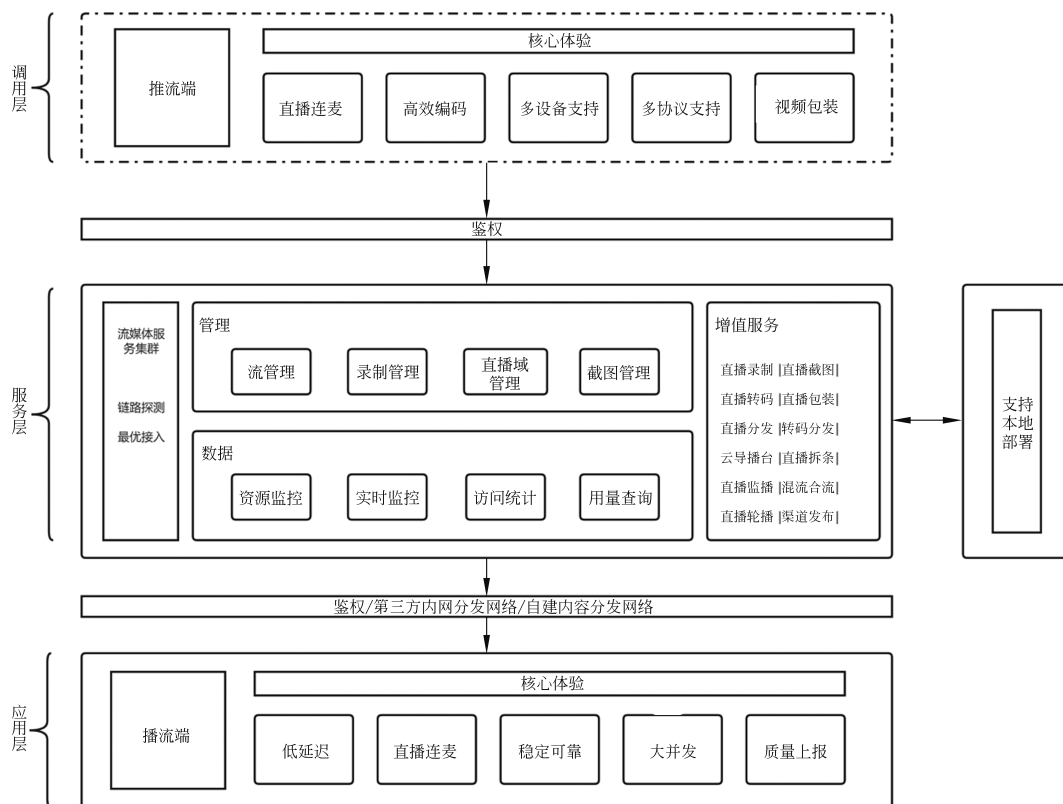 调用层
推流端
核心体验
直播连麦
高效编码
多设备支持
多协议支持
视频包装
鉴权
服务层
流媒体服
务集群
链路探测
最优接入
管理
流管理
录制管理
直播域
管理
截图管理
数据
资源监控
实时监控
访问统计
用量查询
增值服务
直播录制 |直播截图|
直播转码 |直播包装|
直播分发 |转码分发|
云导播台 |直播拆条|
直播监播 |混流合流|
直播轮播 |渠道发布|
支持
本地
部署
鉴权/第三方内网分发网络/自建内容分发网络
应用层
播流端
核心体验
低延迟
直播连麦
稳定可靠
大并发
质量上报